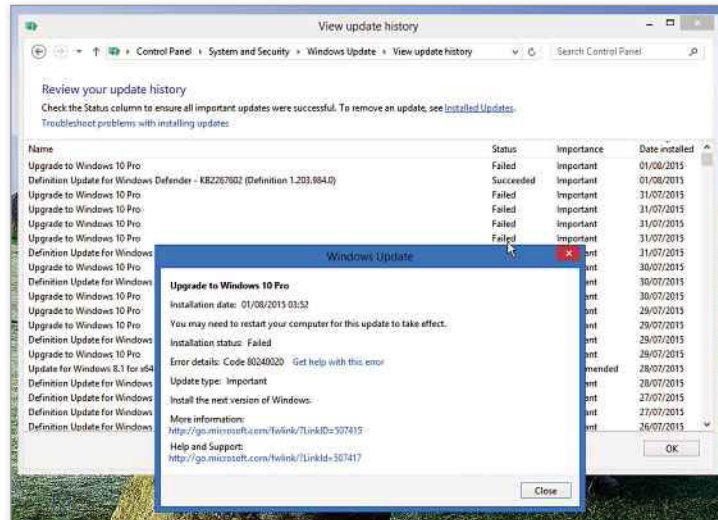 View update history
Control Panel › System and Security › Windows Update › View update history
Search Control Panel
Review your update history
Check the Status column to ensure all important updates were successful. To remove an update, see Installed Updates.
Troubleshoot problems with installing updates
Name Status Importance Date installed
Upgrade to Windows 10 Pro Failed Important 01/08/2015
Definition Update for Windows Defender - KB2267602 (Definition 1.203.984.0) Succeeded Important 01/08/2015
Upgrade to Windows 10 Pro Failed Important 31/07/2015
Upgrade to Windows 10 Pro Failed Important 31/07/2015
Upgrade to Windows 10 Pro Failed Important 31/07/2015
Upgrade to Windows 10 Pro Failed Important 31/07/2015
Definition Update for Windows ant 31/07/2015
Upgrade to Windows 10 Pro ant 30/07/2015
Definition Update for Windows ant 30/07/2015
Upgrade to Windows 10 Pro ant 30/07/2015
Upgrade to Windows 10 Pro ant 29/07/2015
Upgrade to Windows 10 Pro ant 29/07/2015
Definition Update for Windows ant 29/07/2015
Upgrade to Windows 10 Pro ant 29/07/2015
Update for Windows 8.1 for x64 mended 28/07/2015
Definition Update for Windows ant 28/07/2015
Definition Update for Windows ant 27/07/2015
Definition Update for Windows ant 27/07/2015
Definition Update for Windows ant 26/07/2015
OK
Windows Update
Upgrade to Windows 10 Pro
Installation date: 01/08/2015 03:52
You may need to restart your computer for this update to take effect.
Installation status: Failed
Error details: Code 80240020 Get help with this error
Update type: Important
Install the next version of Windows.
More information:
http://go.microsoft.com/fwlink/?LinkID=507415
Help and Support:
http://go.microsoft.com/fwlink/?LinkId=507417
Close